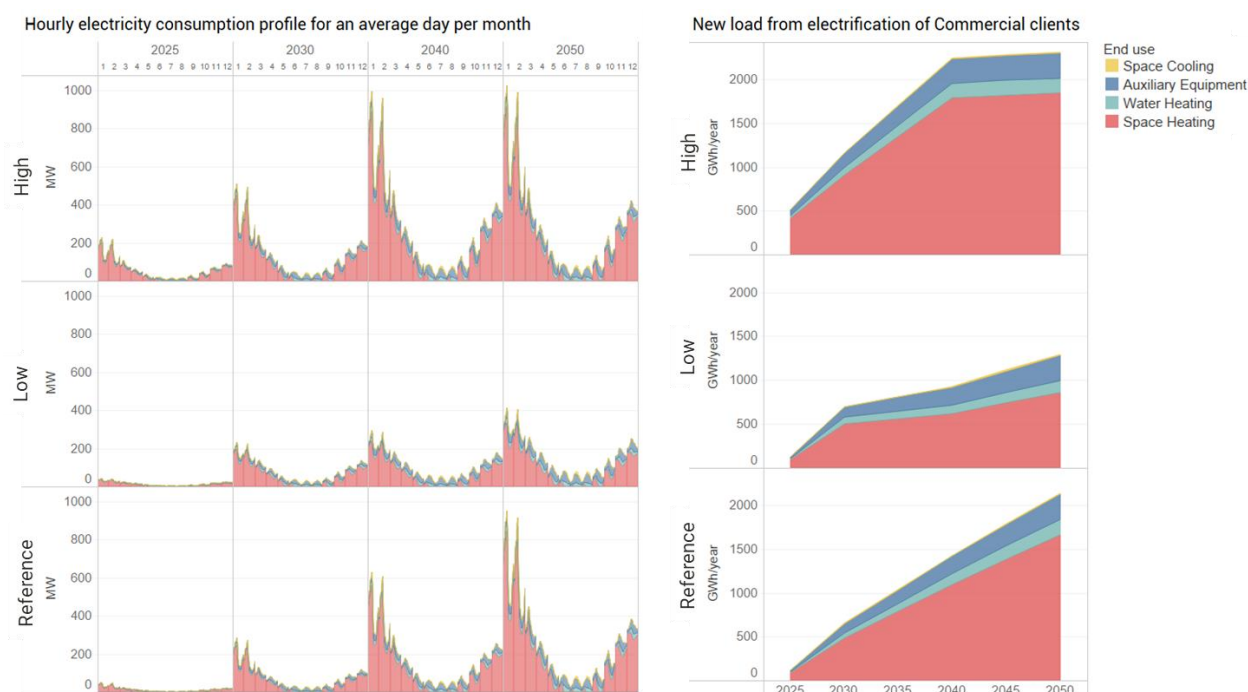 Hourly electricity consumption profile for an average day per month
2025 2030 2040 2050
1 2 3 4 5 6 7 8 9 10 11 12 1 2 3 4 5 6 7 8 9 10 11 12 1 2 3 4 5 6 7 8 9 10 11 12 1 2 3 4 5 6 7 8 9 10 11 12
High
MW
1000
800
600
400
200
0
Low
MW
1000
800
600
400
200
0
Reference
MW
1000
800
600
400
200
0
New load from electrification of Commercial clients
High
GWh/year
2000
1500
1000
500
0
Low
GWh/year
2000
1500
1000
500
0
Reference
GWh/year
2000
1500
1000
500
0
2025 2030 2035 2040 2045 2050
End use
Space Cooling
Auxiliary Equipment
Water Heating
Space Heating